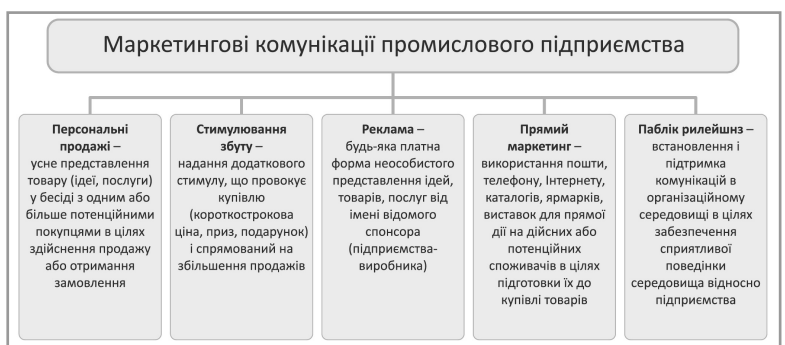 Маркетингові комунікації промислового підприємства
Персональні
продажі –
усне представлення
товару (ідеї, послуги)
у бесіді з одним або
більше потенційними
покупцями в цілях
здійснення продажу
або отримання
замовлення
Стимулювання
збуту –
надання додаткового
стимулу, що провокує
купівлю
(короткострокова
ціна, приз, подарунок)
і спрямований на
збільшення продажів
Реклама –
будь-яка платна
форма неособистого
представлення ідей,
товарів, послуг від
імені відомого
спонсора
(підприємства-
виробника)
Прямий
маркетинг –
використання пошти,
телефону, Інтернету,
каталогів, ярмарків,
виставок для прямої
дії на дійсних або
потенційних
споживачів в цілях
підготовки їх до
купівлі товарів
Паблік рилейшнз –
встановлення і
підтримка
комунікацій в
організаційному
середовищі в цілях
забезпечення
сприятливої
поведінки
середовища відносно
підприємства